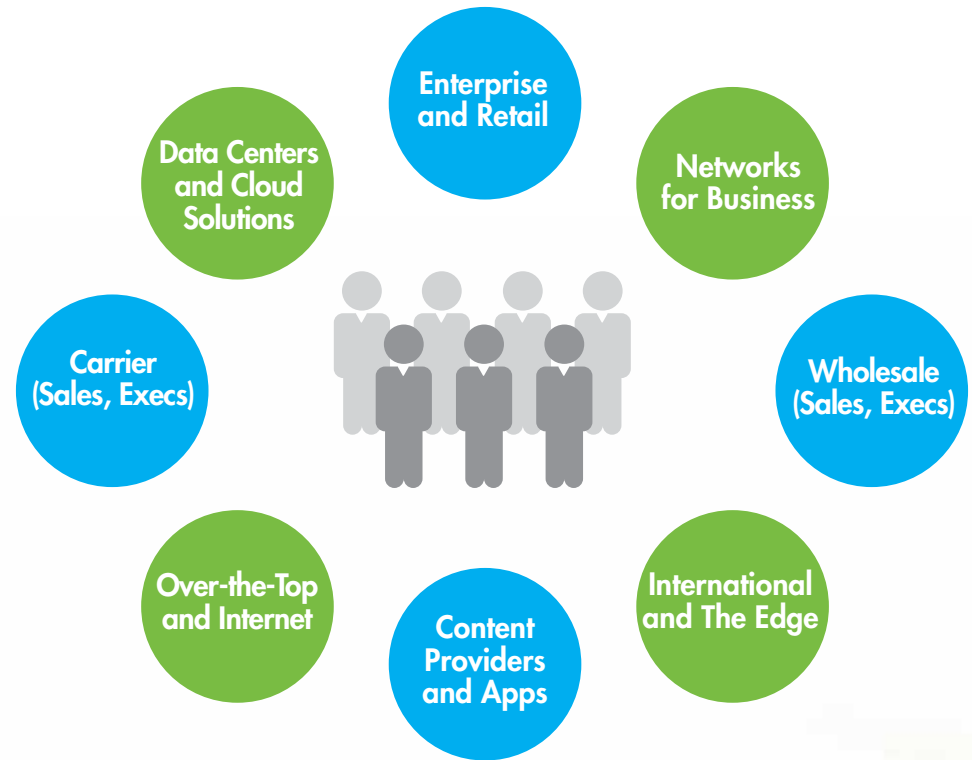 Enterprise
and Retail
Data Centers
and Cloud
Solutions
Networks
for Business
Carrier
(Sales, Execs)
Wholesale
(Sales, Execs)
Over-the-Top
and Internet
International
and The Edge
Content
Providers
and Apps